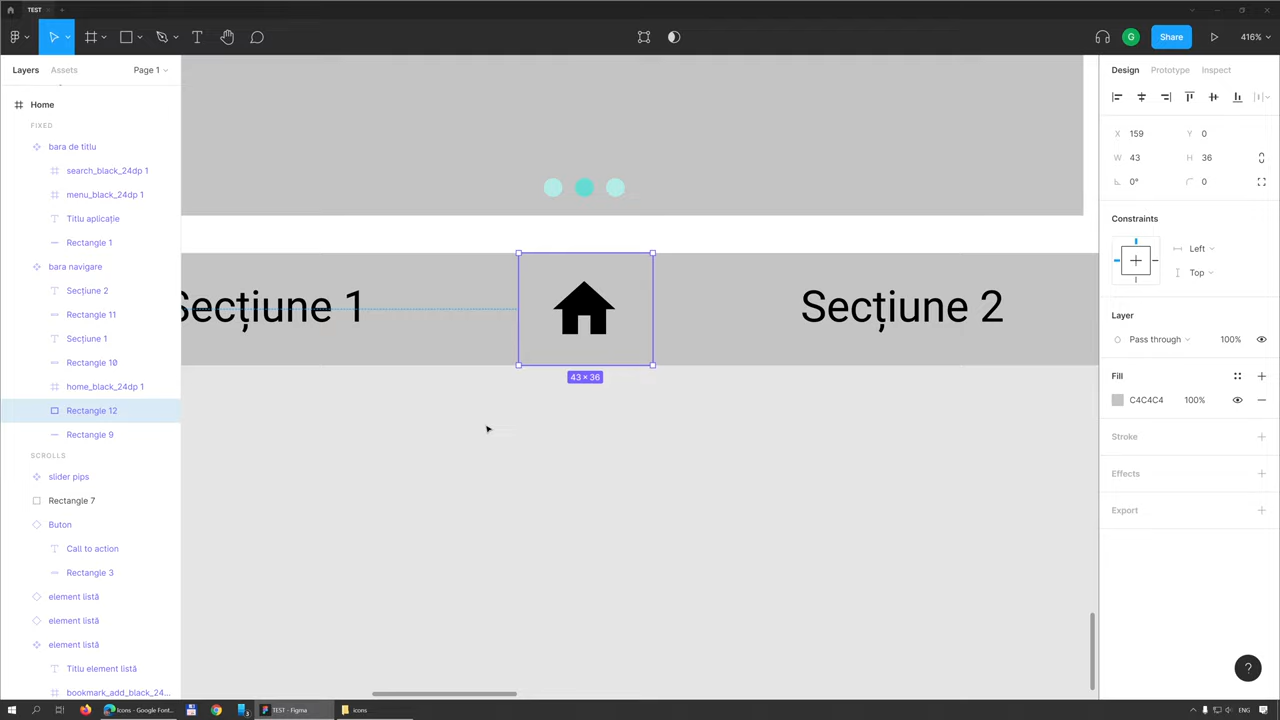 TEST
Share
416%
Layers
Assets
Page 1
Home
FIXED
bara de titlu
search_black_24dp 1
menu_black_24dp 1
Titlu aplicație
Rectangle 1
bara navigare
Secțiune 2
Rectangle 11
Secțiune 1
Rectangle 10
home_black_24dp 1
Rectangle 12
Rectangle 9
SCROLLS
slider pips
Rectangle 7
Buton
Call to action
Rectangle 3
element listă
element listă
element listă
Titlu element listă
bookmark_add_black_24...
Secțiune 1
Secțiune 2
43 × 36
G
Design
Prototype
Inspect
X 159
Y 0
W 43
H 36
0°
0
Constraints
Left
Top
Layer
Pass through
100%
Fill
C4C4C4
100%
Stroke
Effects
Export
?
Icons - Google Font...
3
TEST - Figma
icons
ENG